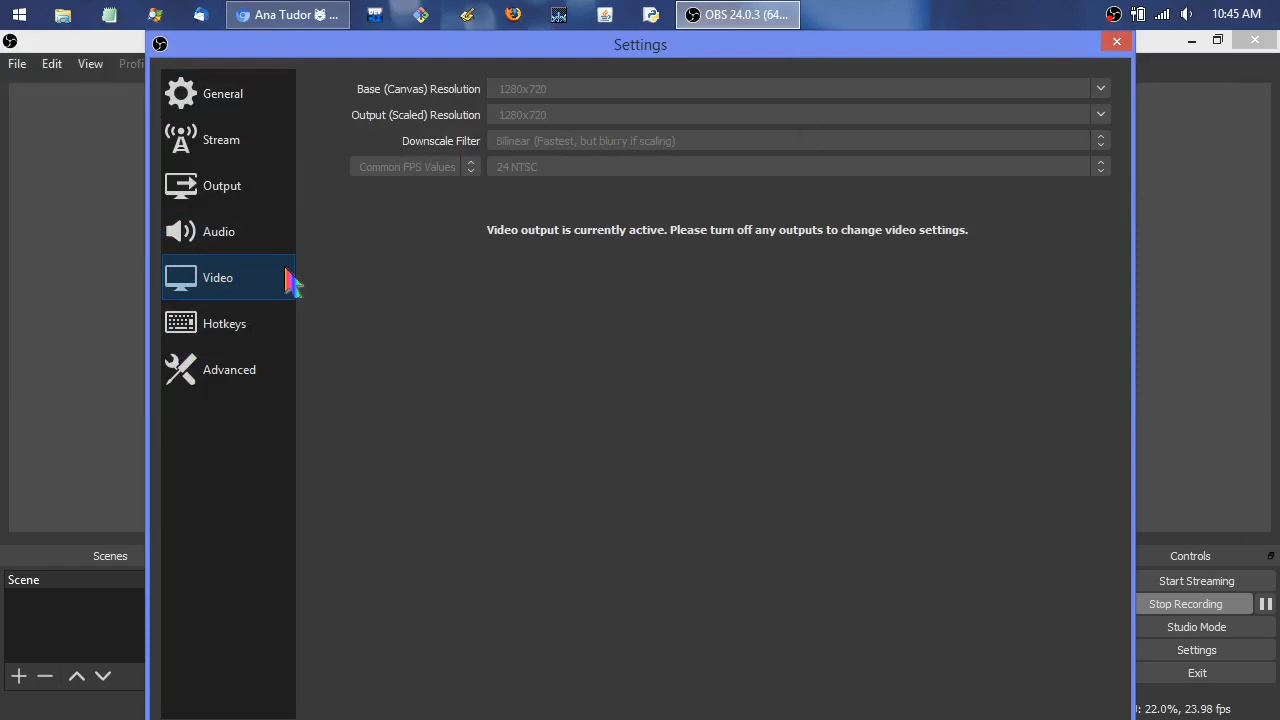 Ana Tudor ...
OBS 24.0.3 (64...
10:45 AM
Settings
File
Edit
View
Profi
General
Stream
Output
Audio
Video
Hotkeys
Advanced
Base (Canvas) Resolution
1280x720
Output (Scaled) Resolution
1280x720
Downscale Filter
Bilinear (Fastest, but blurry if scaling)
Common FPS Values
24 NTSC
Video output is currently active. Please turn off any outputs to change video settings.
Scenes
Scene
Controls
Start Streaming
Stop Recording
Studio Mode
Settings
Exit
: 22.0%, 23.98 fps